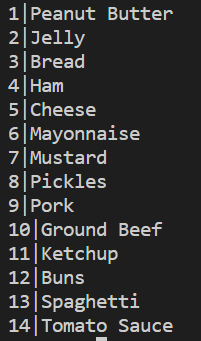 1|Peanut Butter
2|Jelly
3|Bread
4|Ham
5|Cheese
6|Mayonnaise
7|Mustard
8|Pickles
9|Pork
10|Ground Beef
11|Ketchup
12|Buns
13|Spaghetti
14|Tomato Sauce